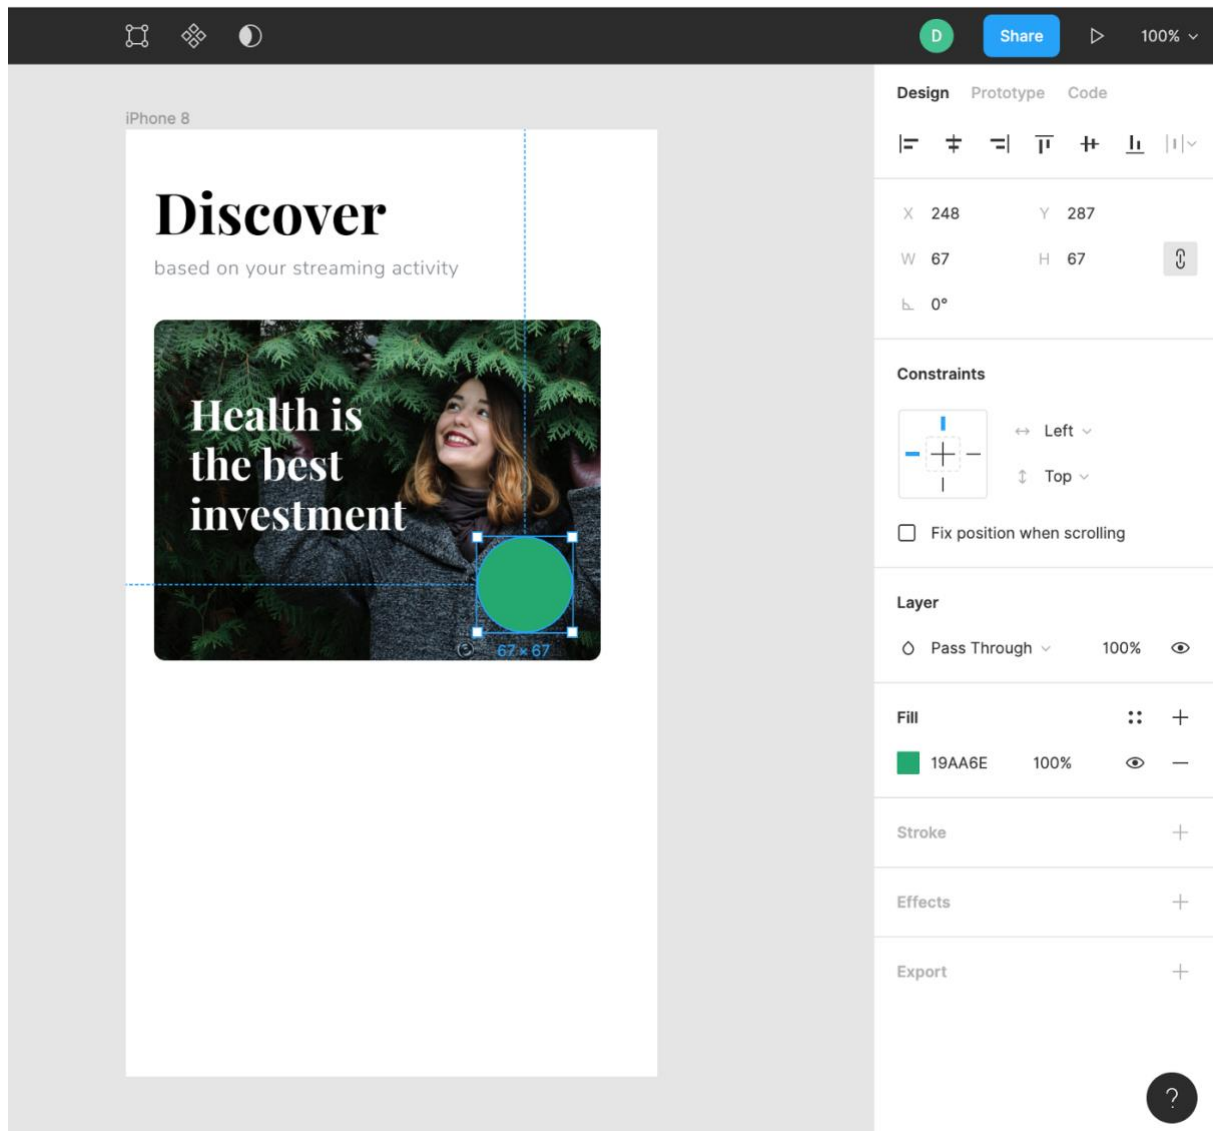 D
Share
100%
Design Prototype Code
iPhone 8
Discover
based on your streaming activity
Health is
the best
investment
67 × 67
X 248 Y 287
W 67 H 67
0°
Constraints
Left
Top
Fix position when scrolling
Layer
Pass Through 100%
Fill
19AA6E 100%
Stroke
Effects
Export
?